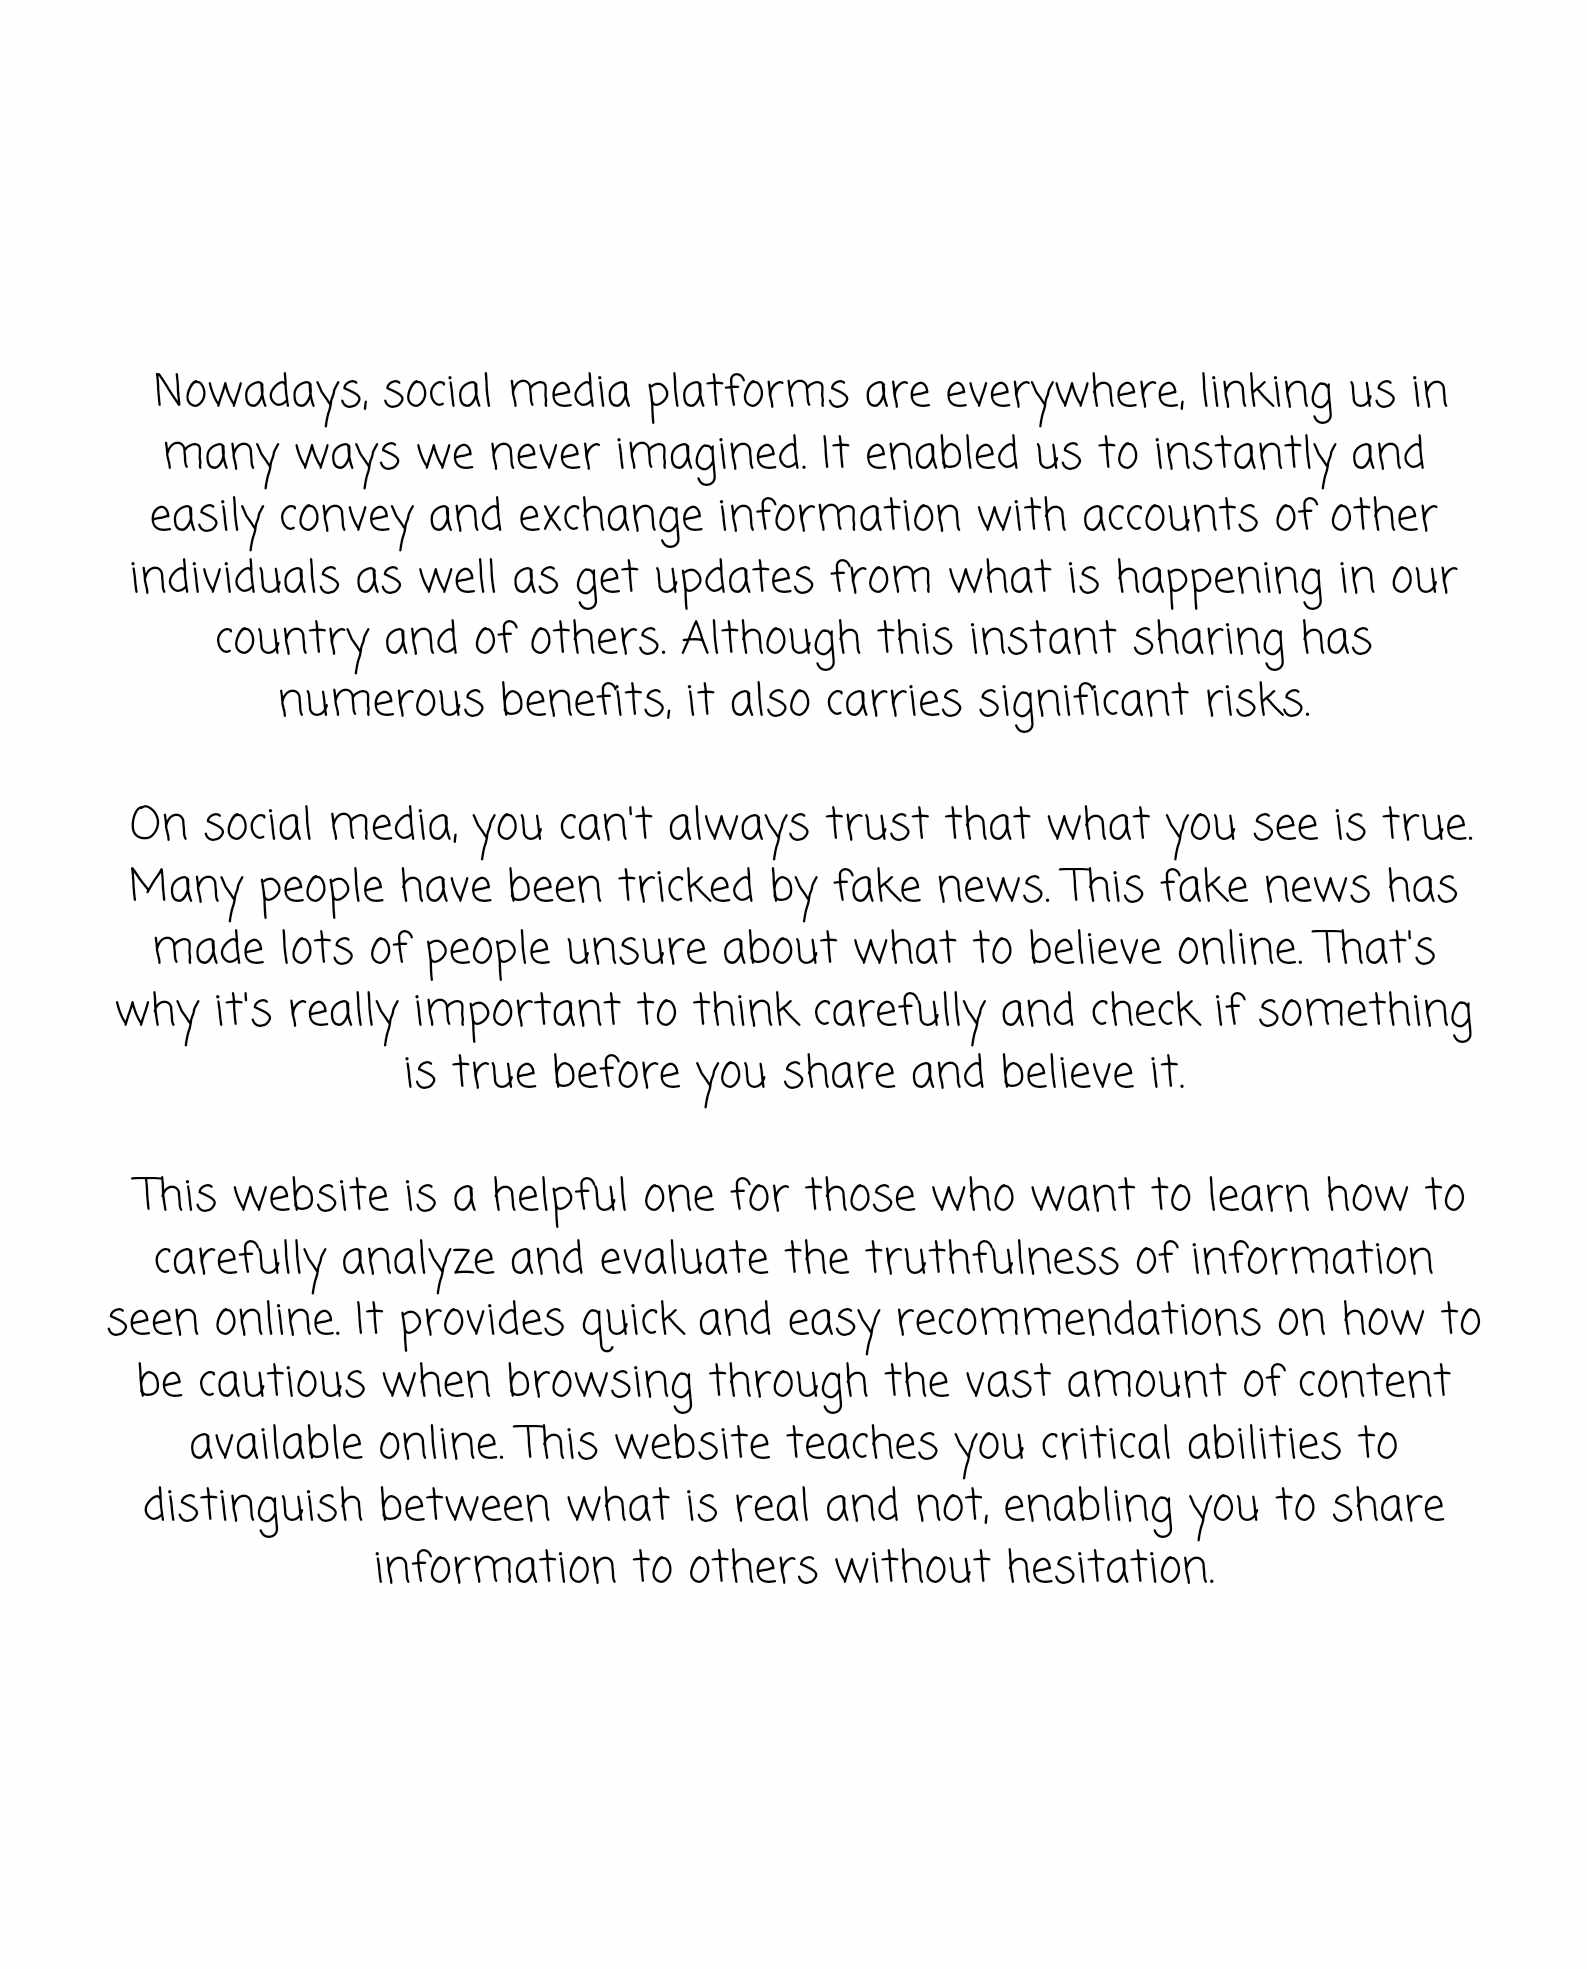 Nowadays, social media platforms are everywhere, linking us in
many ways we never imagined. It enabled us to instantly and
easily convey and exchange information with accounts of other
individuals as well as get updates from what is happening in our
country and of others. Although this instant sharing has
numerous benefits, it also carries significant risks.
On social media, you can't always trust that what you see is true.
Many people have been tricked by fake news. This fake news has
made lots of people unsure about what to believe online. That's
why it's really important to think carefully and check if something
is true before you share and believe it.
This website is a helpful one for those who want to learn how to
carefully analyze and evaluate the truthfulness of information
seen online. It provides quick and easy recommendations on how to
be cautious when browsing through the vast amount of content
available online. This website teaches you critical abilities to
distinguish between what is real and not, enabling you to share
information to others without hesitation.